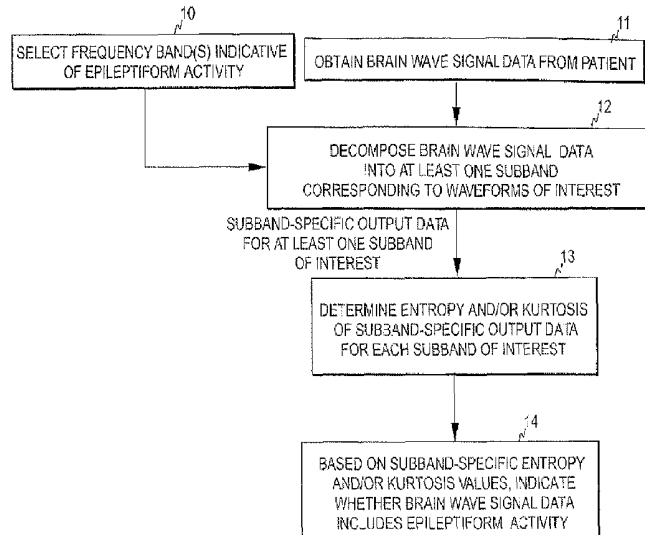 10
SELECT FREQUENCY BAND(S) INDICATIVE
OF EPILEPTIFORM ACTIVITY
11
OBTAIN BRAIN WAVE SIGNAL DATA FROM PATIENT
12
DECOMPOSE BRAIN WAVE SIGNAL DATA
INTO AT LEAST ONE SUBBAND
CORRESPONDING TO WAVEFORMS OF INTEREST
SUBBAND-SPECIFIC OUTPUT DATA
FOR AT LEAST ONE SUBBAND
OF INTEREST
13
DETERMINE ENTROPY AND/OR KURTOSIS
OF SUBBAND-SPECIFIC OUTPUT DATA
FOR EACH SUBBAND OF INTEREST
14
BASED ON SUBBAND-SPECIFIC ENTROPY
AND/OR KURTOSIS VALUES, INDICATE
WHETHER BRAIN WAVE SIGNAL DATA
INCLUDES EPILEPTIFORM ACTIVITY